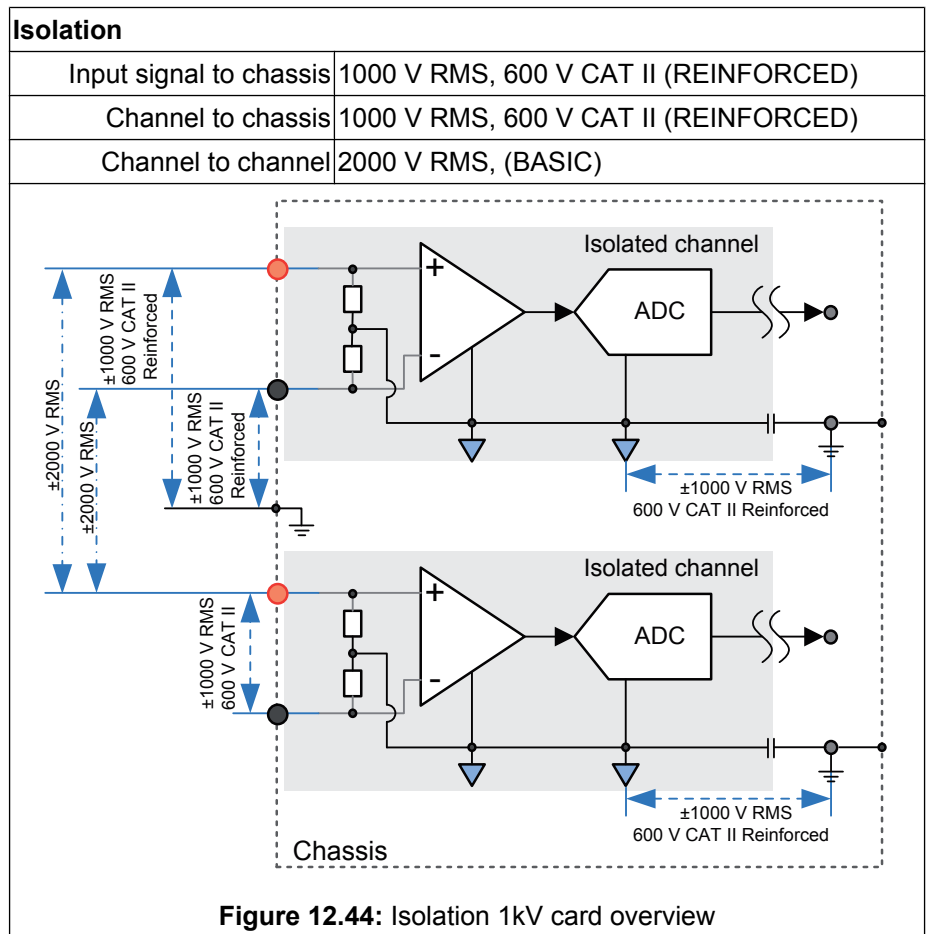 Isolation
Input signal to chassis 1000 V RMS, 600 V CAT II (REINFORCED)
Channel to chassis 1000 V RMS, 600 V CAT II (REINFORCED)
Channel to channel 2000 V RMS, (BASIC)
Isolated channel
+
-
ADC
±2000 V RMS
±2000 V RMS
±1000 V RMS
600 V CAT II
Reinforced
±1000 V RMS
600 V CAT II
Reinforced
±1000 V RMS
600 V CAT II Reinforced
Isolated channel
+
-
ADC
±1000 V RMS
600 V CAT II
±1000 V RMS
600 V CAT II Reinforced
Chassis
Figure 12.44: Isolation 1kV card overview